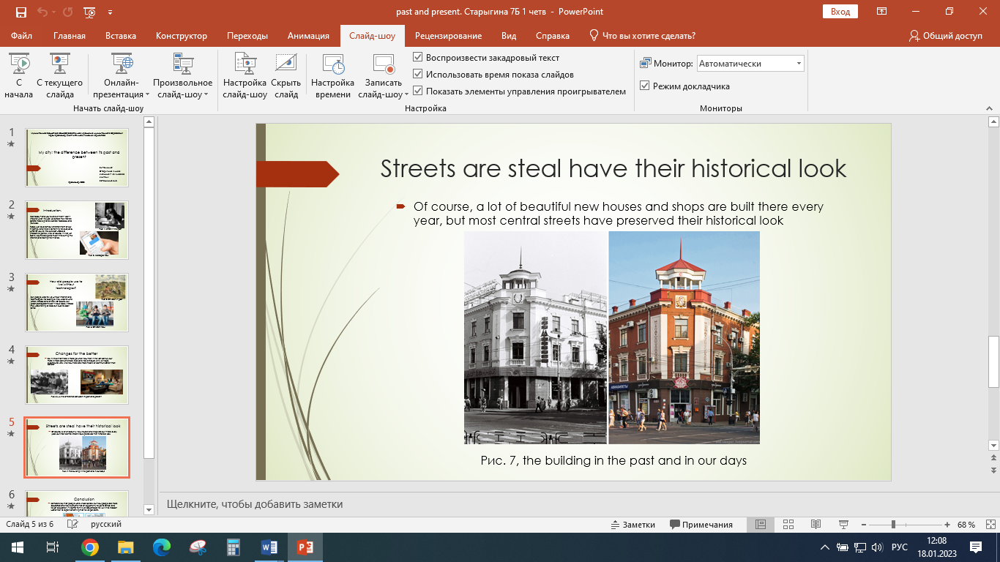 past and present. Старыгина 7Б 1 четв - PowerPoint
Вход
Файл
Главная
Вставка
Конструктор
Переходы
Анимация
Слайд-шоу
Рецензирование
Вид
Справка
Что вы хотите сделать?
Общий доступ
С начала
С текущего слайда
Онлайн-презентация
Произвольное слайд-шоу
Начать слайд-шоу
Настройка слайд-шоу
Скрыть слайд
Настройка времени
Записать слайд-шоу
Воспроизвести закадровый текст
Использовать время показа слайдов
Показать элементы управления проигрывателем
Настройка
Монитор:
Автоматически
Режим докладчика
Мониторы
1
My city: the difference between its past and
present
2
Introduction.
3
How did people use to
live without
technologies?
4
Changes for the better
5
Streets are steal have their historical look
6
Conclusion
Streets are steal have their historical look
Of course, a lot of beautiful new houses and shops are built there every
year, but most central streets have preserved their historical look
АВИАБИЛЕТЫ
Рис. 7, the building in the past and in our days
Щелкните, чтобы добавить заметки
Слайд 5 из 6
русский
Заметки
Примечания
68 %
РУС
12:08
18.01.2023